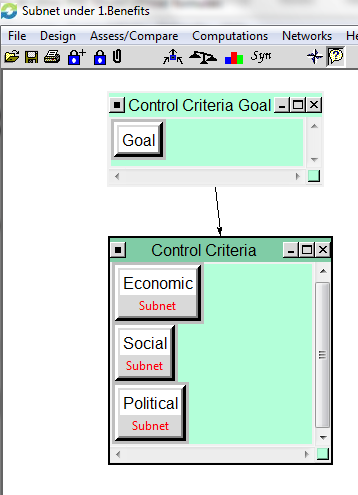 Subnet under 1.Benefits
File Design Assess/Compare Computations Networks
Syn
Control Criteria Goal
Goal
Control Criteria
Economic
Subnet
Social
Subnet
Political
Subnet